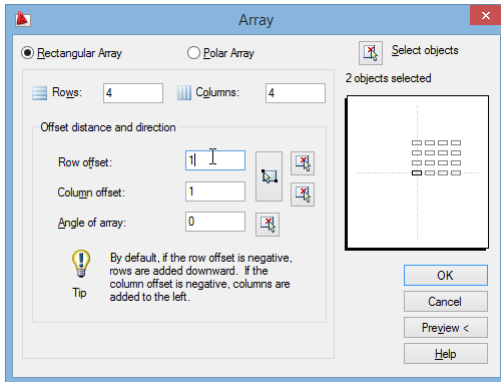 Array
Rectangular Array
Polar Array
Select objects
2 objects selected
Rows: 4
Columns: 4
Offset distance and direction
Row offset: 1
Column offset: 1
Angle of array: 0
By default, if the row offset is negative,
rows are added downward. If the
column offset is negative, columns are
added to the left.
Tip
OK
Cancel
Preview <
Help